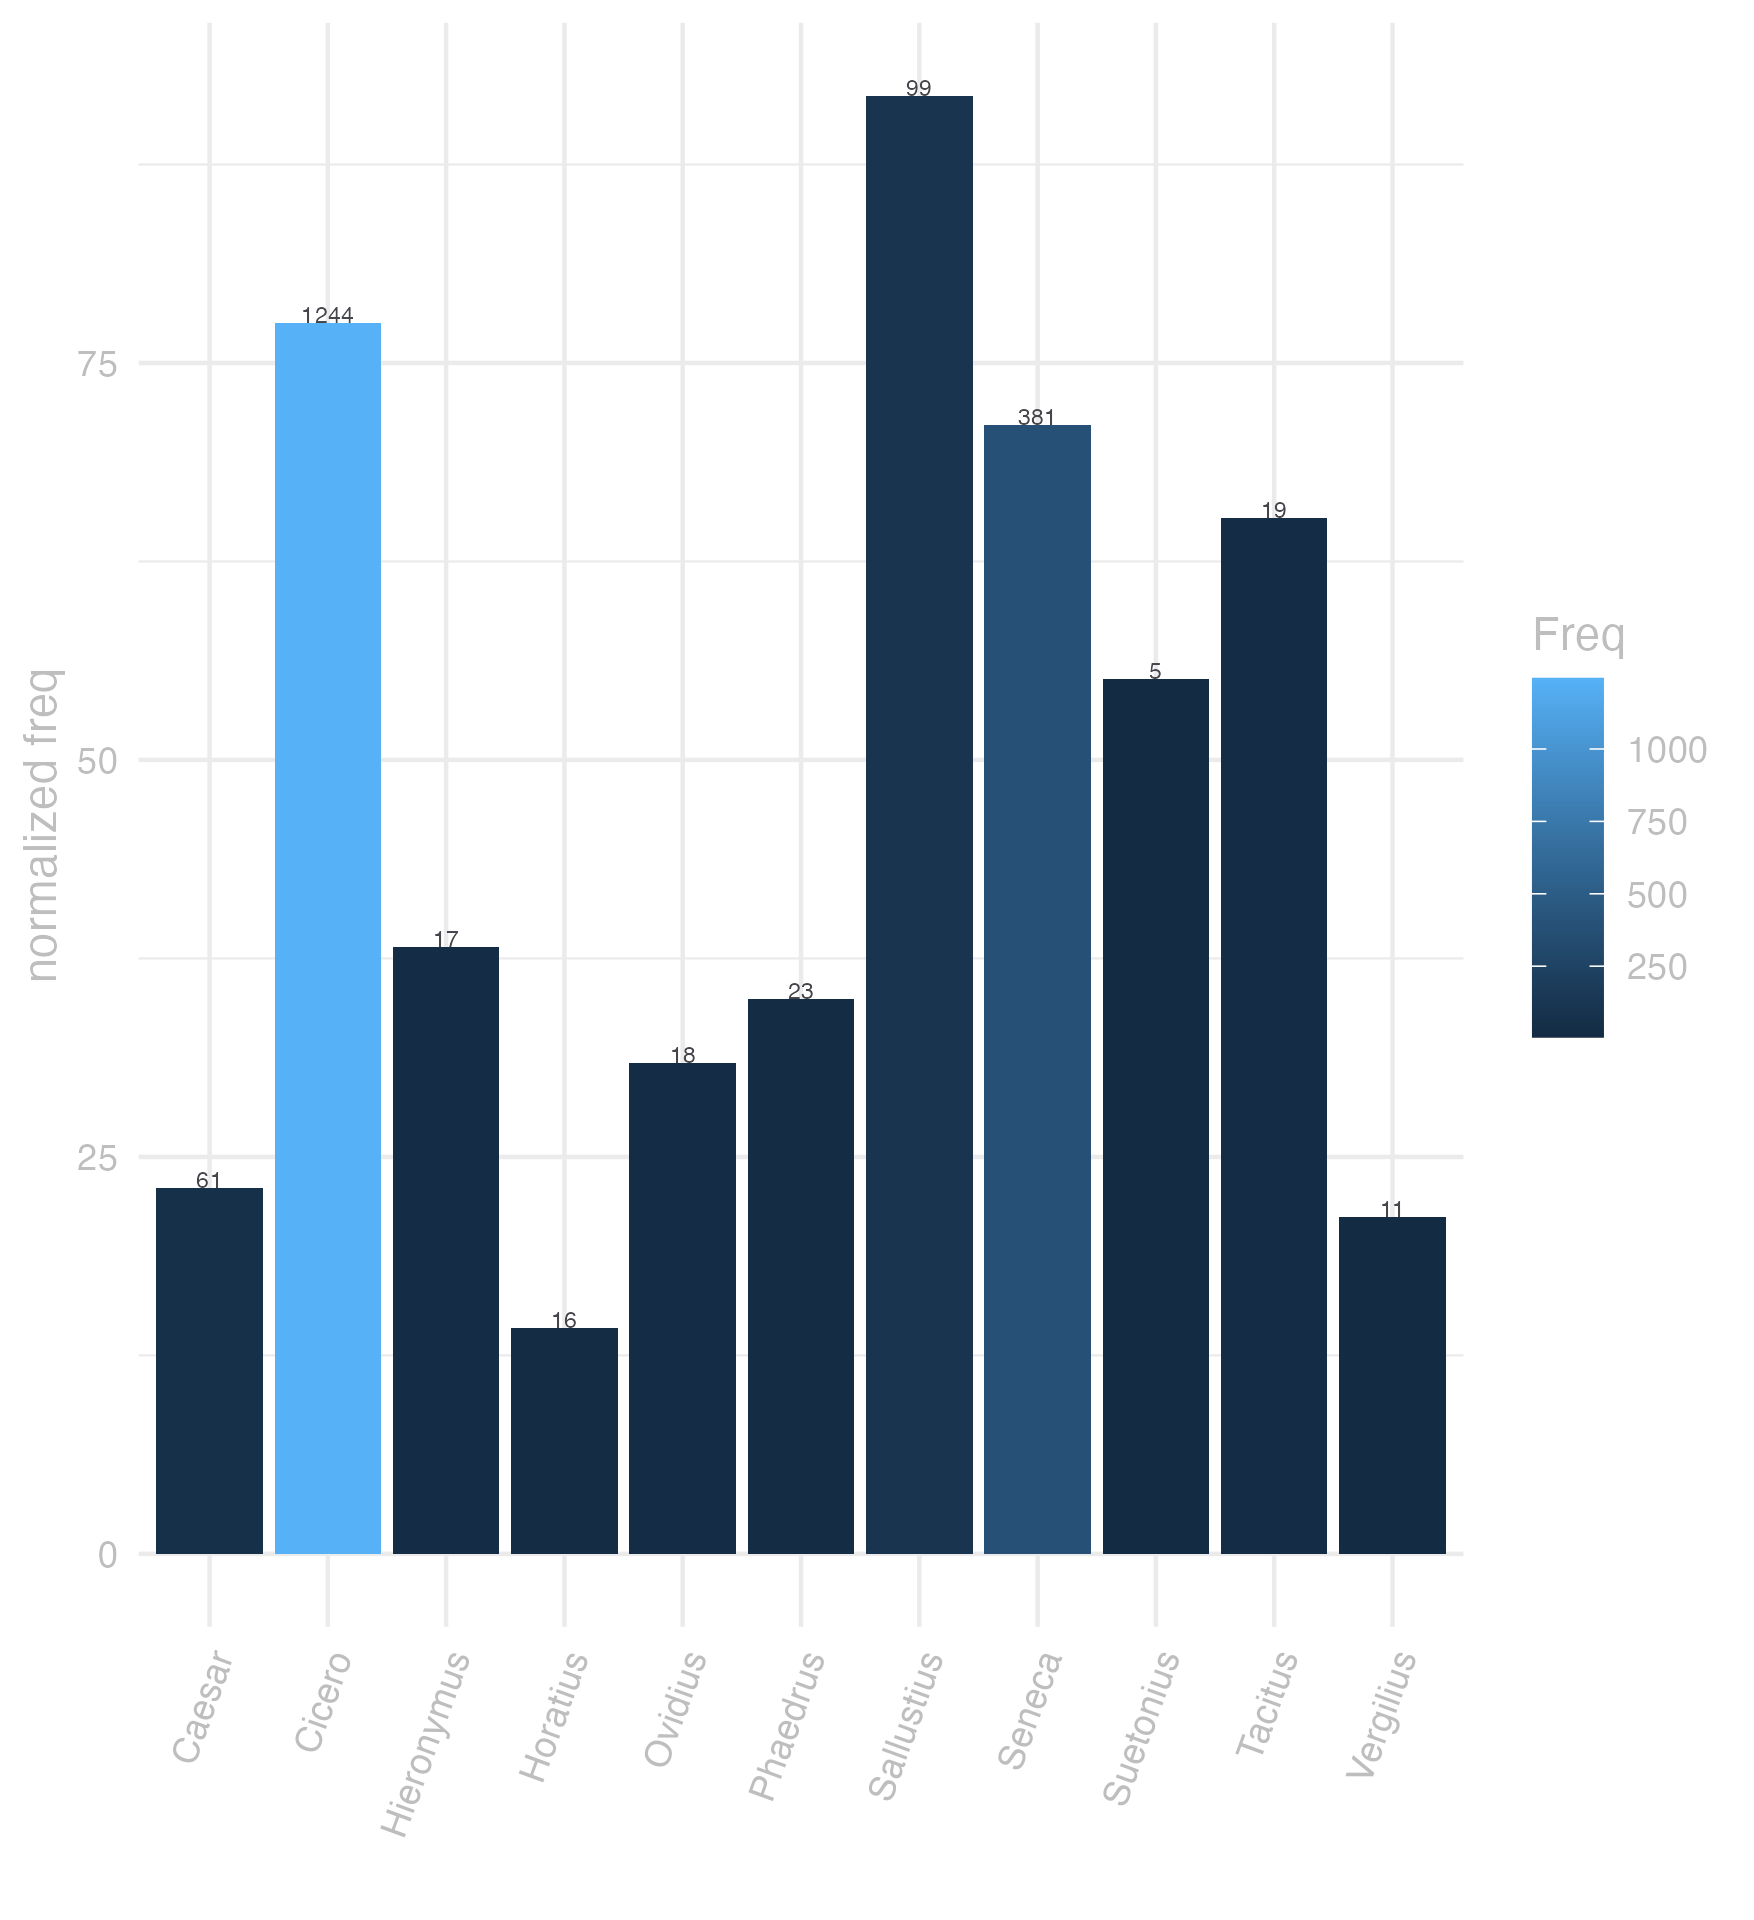 99
1244
75
381
19
Freq
5
1000
50
750
normalized freq
500
17
250
23
18
25
61
11
16
0
Caesar
Cicero
Hieronymus
Horatius
Ovidius
Phaedrus
Sallustius
Seneca
Suetonius
Tacitus
Vergilius